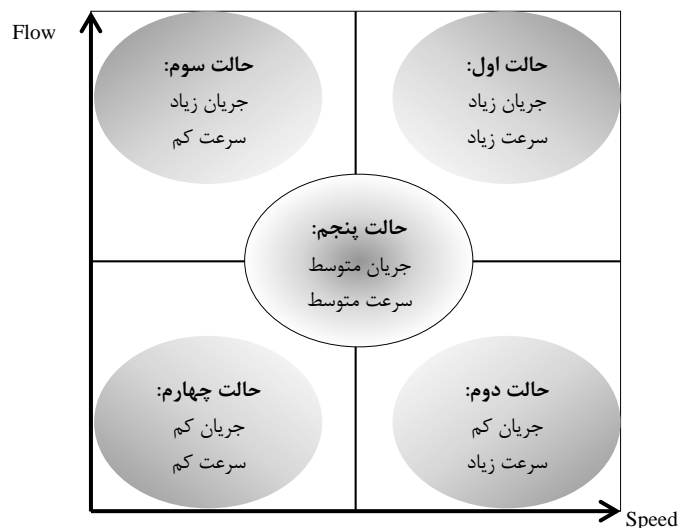 Flow
حالت اول:
جریان زیاد
سرعت زیاد
حالت سوم:
جریان زیاد
سرعت کم
حالت پنجم:
جریان متوسط
سرعت متوسط
حالت دوم:
جریان کم
سرعت زیاد
حالت چهارم:
جریان کم
سرعت کم
Speed